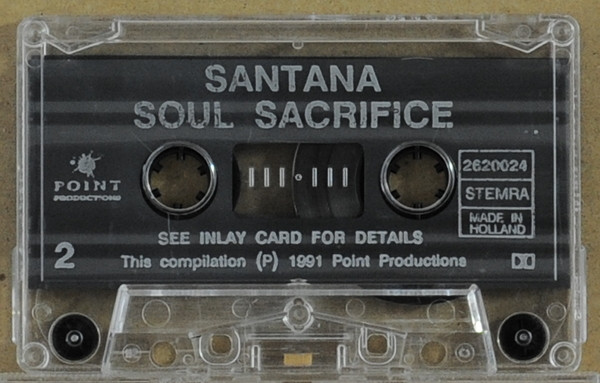 SANTANA
SOUL SACRIFICE
POINT
PRODUCTIONS
2620024
STEMRA
MADE IN
HOLLAND
SEE INLAY CARD FOR DETAILS
2
This compilation (P) 1991 Point Productions